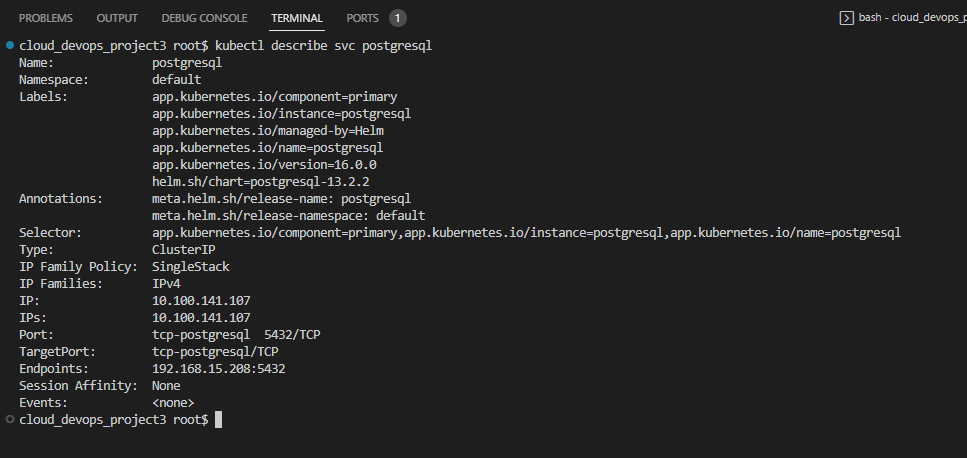 PROBLEMS OUTPUT DEBUG CONSOLE TERMINAL PORTS 1 bash - cloud_devops_p
cloud_devops_project3 root$ kubectl describe svc postgresql
Name: postgresql
Namespace: default
Labels: app.kubernetes.io/component=primary
app.kubernetes.io/instance=postgresql
app.kubernetes.io/managed-by=Helm
app.kubernetes.io/name=postgresql
app.kubernetes.io/version=16.0.0
helm.sh/chart=postgresql-13.2.2
Annotations: meta.helm.sh/release-name: postgresql
meta.helm.sh/release-namespace: default
Selector: app.kubernetes.io/component=primary,app.kubernetes.io/instance=postgresql,app.kubernetes.io/name=postgresql
Type: ClusterIP
IP Family Policy: SingleStack
IP Families: IPv4
IP: 10.100.141.107
IPs: 10.100.141.107
Port: tcp-postgresql 5432/TCP
TargetPort: tcp-postgresql/TCP
Endpoints: 192.168.15.208:5432
Session Affinity: None
Events: <none>
cloud_devops_project3 root$